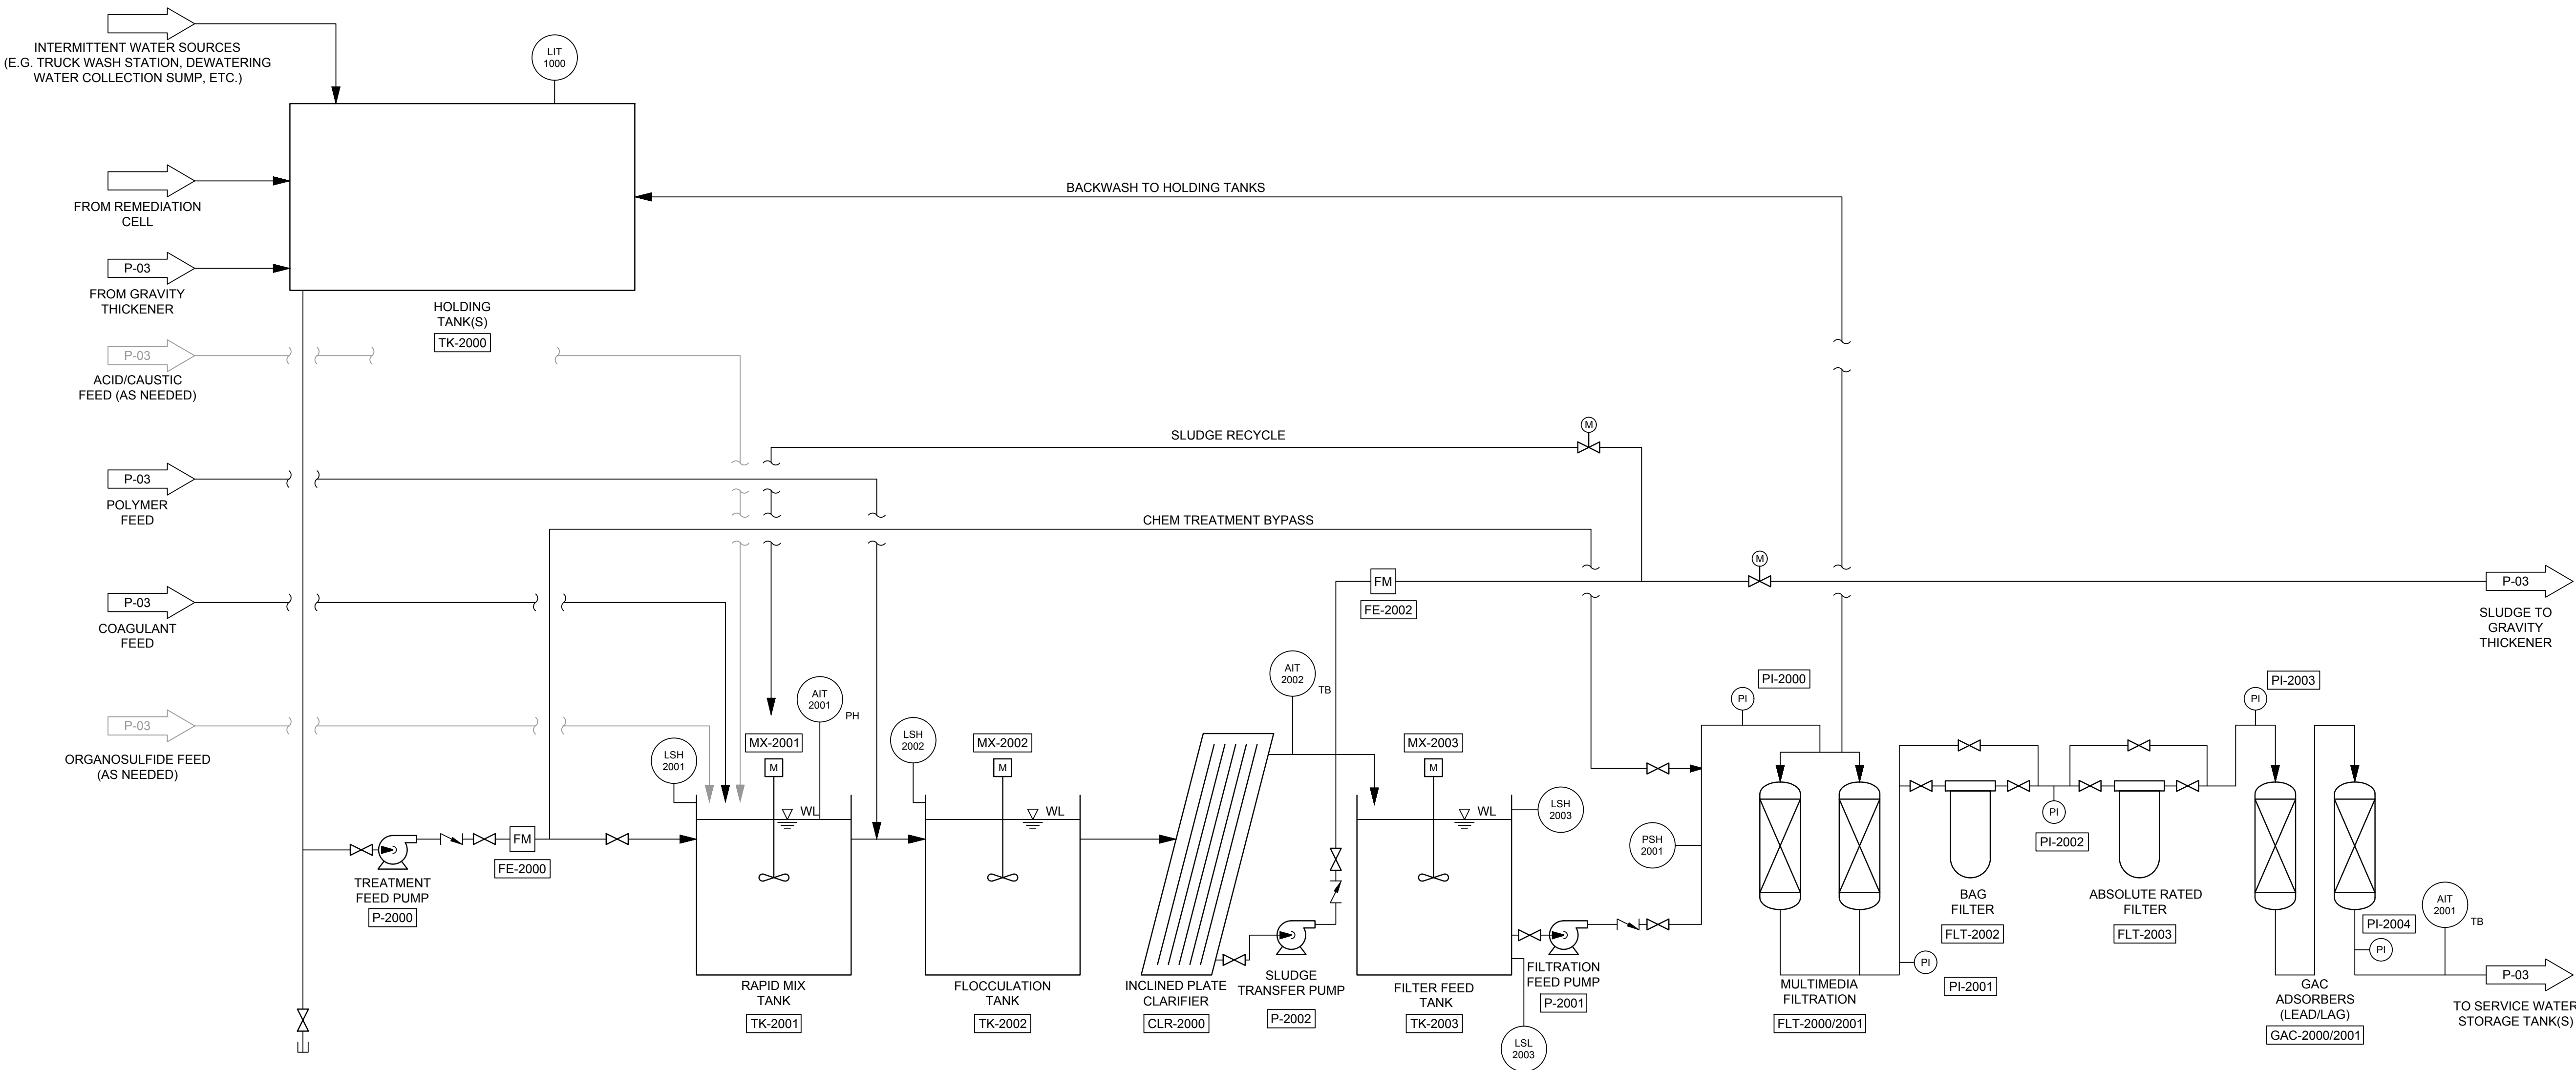 INTERMITTENT WATER SOURCES
(E.G. TRUCK WASH STATION, DEWATERING
WATER COLLECTION SUMP, ETC.)
LIT
1000
FROM REMEDIATION
CELL
BACKWASH TO HOLDING TANKS
P-03
FROM GRAVITY
THICKENER
HOLDING
TANK(S)
TK-2000
P-03
ACID/CAUSTIC
FEED (AS NEEDED)
M
SLUDGE RECYCLE
P-03
POLYMER
FEED
CHEM TREATMENT BYPASS
M
FM
FE-2002
P-03
SLUDGE TO
GRAVITY
THICKENER
P-03
COAGULANT
FEED
P-03
ORGANOSULFIDE FEED
(AS NEEDED)
LSH
2001
MX-2001
M
AIT
2001
PH
WL
LSH
2002
MX-2002
M
WL
AIT
2002
TB
MX-2003
M
WL
LSH
2003
PSH
2001
PI-2000
PI
PI
PI-2003
PI
PI-2002
FM
FE-2000
TREATMENT
FEED PUMP
P-2000
RAPID MIX
TANK
TK-2001
FLOCCULATION
TANK
TK-2002
INCLINED PLATE
CLARIFIER
CLR-2000
SLUDGE
TRANSFER PUMP
P-2002
FILTER FEED
TANK
TK-2003
FILTRATION
FEED PUMP
P-2001
LSL
2003
MULTIMEDIA
FILTRATION
FLT-2000/2001
PI
PI-2001
BAG
FILTER
FLT-2002
ABSOLUTE RATED
FILTER
FLT-2003
GAC
ADSORBERS
(LEAD/LAG)
GAC-2000/2001
PI-2004
PI
AIT
2001
TB
P-03
TO SERVICE WATER
STORAGE TANK(S)